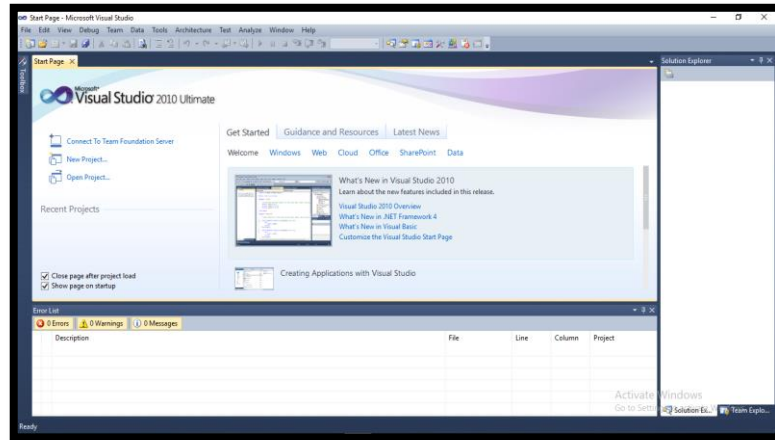 Start Page - Microsoft Visual Studio
File Edit View Debug Team Data Tools Architecture Test Analyze Window Help
Toolbox
Start Page
Solution Explorer
Microsoft
Visual Studio 2010 Ultimate
Connect To Team Foundation Server
New Project...
Open Project...
Recent Projects
Close page after project load
Show page on startup
Get Started Guidance and Resources Latest News
Welcome Windows Web Cloud Office SharePoint Data
What's New in Visual Studio 2010
Learn about the new features included in this release.
Visual Studio 2010 Overview
What's New in .NET Framework 4
What's New in Visual Basic
Customize the Visual Studio Start Page
Creating Applications with Visual Studio
Error List
0 Errors 0 Warnings 0 Messages
Description File Line Column Project
Activate Windows
Go to Setti
Solution Ex... Team Explo...
Ready